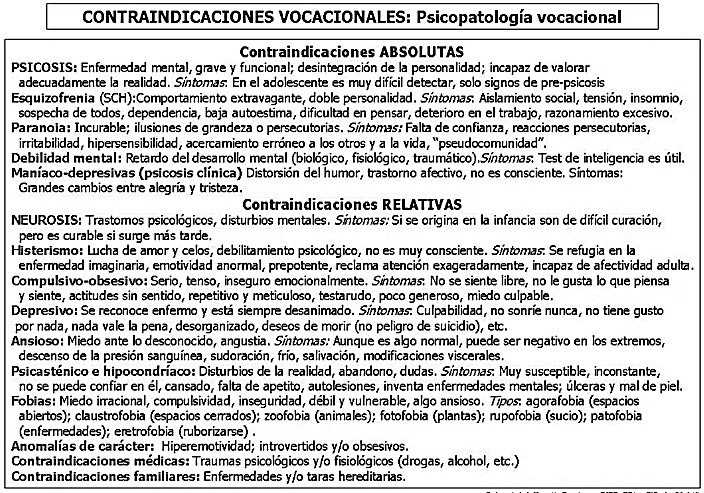 CONTRAINDICACIONES VOCACIONALES: Psicopatología vocacional
Contraindicaciones ABSOLUTAS
PSICOSIS: Enfermedad mental, grave y funcional; desintegración de la personalidad; incapaz de valorar
adecuadamente la realidad. Síntomas: En el adolescente es muy difícil detectar, solo signos de pre-psicosis
Esquizofrenia (SCH):Comportamiento extravagante, doble personalidad. Síntomas: Aislamiento social, tensión, insomnio,
sospecha de todos, dependencia, baja autoestima, dificultad en pensar, deterioro en el trabajo, razonamiento excesivo.
Paranoia: Incurable; ilusiones de grandeza o persecutorias. Síntomas: Falta de confianza, reacciones persecutorias,
irritabilidad, hipersensibilidad, acercamiento erróneo a los otros y a la vida, "pseudocomunidad".
Debilidad mental: Retardo del desarrollo mental (biológico, fisiológico, traumático).Síntomas: Test de inteligencia es útil.
Maníaco-depresivas (psicosis clínica) Distorsión del humor, trastorno afectivo, no es consciente. Síntomas:
Grandes cambios entre alegría y tristeza.
Contraindicaciones RELATIVAS
NEUROSIS: Trastornos psicológicos, disturbios mentales. Síntomas: Si se origina en la infancia son de difícil curación,
pero es curable si surge más tarde.
Histerismo: Lucha de amor y celos, debilitamiento psicológico, no es muy consciente. Síntomas: Se refugia en la
enfermedad imaginaria, emotividad anormal, prepotente, reclama atención exageradamente, incapaz de afectividad adulta.
Compulsivo-obsesivo: Serio, tenso, inseguro emocionalmente. Síntomas: No se siente libre, no le gusta lo que piensa
y siente, actitudes sin sentido, repetitivo y meticuloso, testarudo, poco generoso, miedo culpable.
Depresivo: Se reconoce enfermo y está siempre desanimado. Síntomas: Culpabilidad, no sonríe nunca, no tiene gusto
por nada, nada vale la pena, desorganizado, deseos de morir (no peligro de suicidio), etc.
Ansioso: Miedo ante lo desconocido, angustia. Síntomas: Aunque es algo normal, puede ser negativo en los extremos,
descenso de la presión sanguínea, sudoración, frío, salivación, modificaciones viscerales.
Psicasténico e hipocondríaco: Disturbios de la realidad, abandono, dudas. Síntomas: Muy susceptible, inconstante,
no se puede confiar en él, cansado, falta de apetito, autolesiones, inventa enfermedades mentales; úlceras y mal de piel.
Fobias: Miedo irracional, compulsividad, inseguridad, débil y vulnerable, algo ansioso. Tipos: agorafobia (espacios
abiertos); claustrofobia (espacios cerrados); zoofobia (animales); fotofobia (plantas); rupofobia (sucio); patofobia
(enfermedades); eretrofobia (ruborizarse) .
Anomalías de carácter: Hiperemotividad; introvertidos y/o obsesivos.
Contraindicaciones médicas: Traumas psicológicos y/o fisiológicos (drogas, alcohol, etc.)
Contraindicaciones familiares: Enfermedades y/o taras hereditarias.